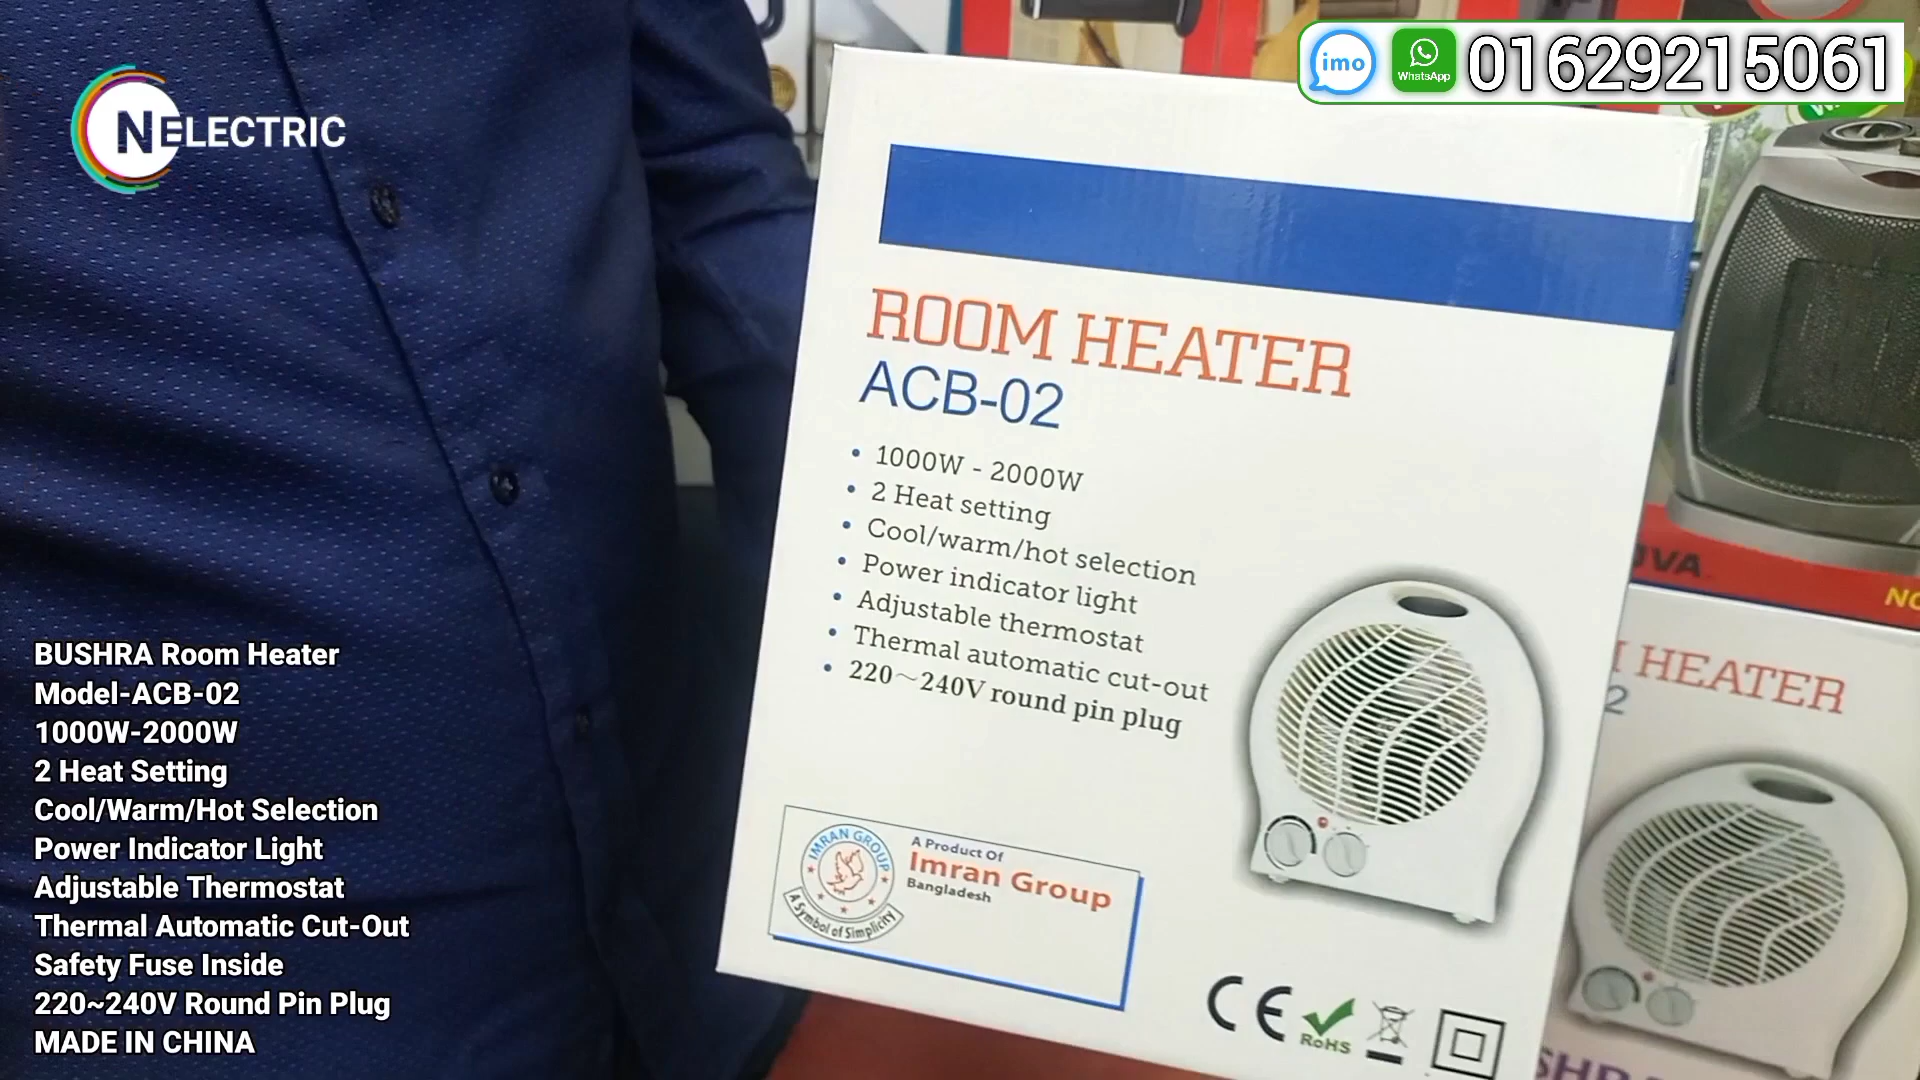 imo
WhatsApp
01629215061
NELECTRIC
ROOM HEATER
ACB-02
• 1000W - 2000W
• 2 Heat setting
• Cool/warm/hot selection
• Power indicator light
• Adjustable thermostat
• Thermal automatic cut-out
• 220~240V round pin plug
IMRAN GROUP
A Symbol of Simplicity
A Product Of
Imran Group
Bangladesh
CE
RoHS
HEATER
2
BUSHRA Room Heater
Model-ACB-02
1000W-2000W
2 Heat Setting
Cool/Warm/Hot Selection
Power Indicator Light
Adjustable Thermostat
Thermal Automatic Cut-Out
Safety Fuse Inside
220~240V Round Pin Plug
MADE IN CHINA